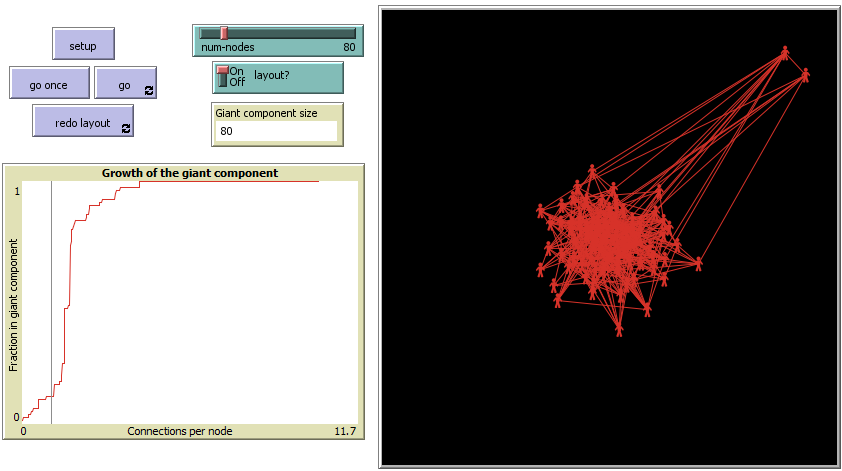 setup
go once
go
redo layout
num-nodes 80
On
Off
layout?
Giant component size
80
Growth of the giant component
1
Fraction in giant component
0
0
Connections per node
11.7